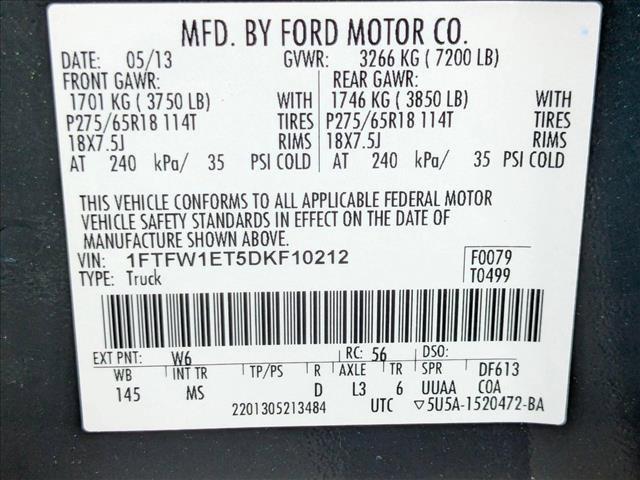 MFD. BY FORD MOTOR CO.
DATE: 05/13 GVWR: 3266 KG ( 7200 LB)
FRONT GAWR: REAR GAWR:
1701 KG ( 3750 LB) WITH 1746 KG ( 3850 LB) WITH
P275/65R18 114T TIRES P275/65R18 114T TIRES
18X7.5J RIMS 18X7.5J RIMS
AT 240 kPa/ 35 PSI COLD AT 240 kPa/ 35 PSI COLD
THIS VEHICLE CONFORMS TO ALL APPLICABLE FEDERAL MOTOR
VEHICLE SAFETY STANDARDS IN EFFECT ON THE DATE OF
MANUFACTURE SHOWN ABOVE.
VIN: 1FTFW1ET5DKF10212 F0079
TYPE: Truck T0499
EXT PNT: W6 RC: 56 DSO:
WB INT TR TP/PS R AXLE TR SPR DF613
145 MS D L3 6 UUAA COA
2201305213484 UTC ▽5U5A-1520472-BA